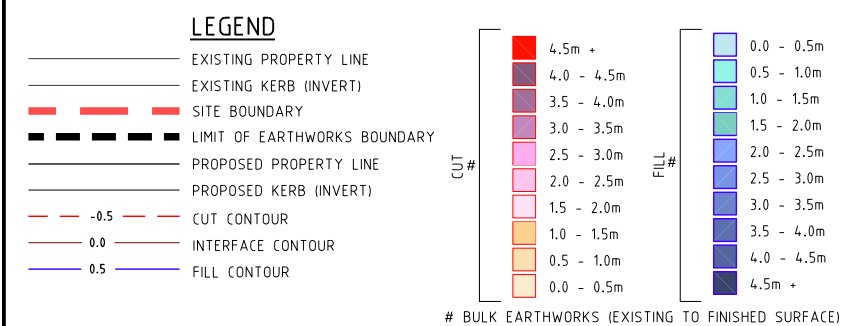 LEGEND
EXISTING PROPERTY LINE
EXISTING KERB (INVERT)
SITE BOUNDARY
LIMIT OF EARTHWORKS BOUNDARY
PROPOSED PROPERTY LINE
PROPOSED KERB (INVERT)
-0.5 CUT CONTOUR
0.0 INTERFACE CONTOUR
0.5 FILL CONTOUR
CUT #
4.5m +
4.0 - 4.5m
3.5 - 4.0m
3.0 - 3.5m
2.5 - 3.0m
2.0 - 2.5m
1.5 - 2.0m
1.0 - 1.5m
0.5 - 1.0m
0.0 - 0.5m
FILL #
0.0 - 0.5m
0.5 - 1.0m
1.0 - 1.5m
1.5 - 2.0m
2.0 - 2.5m
2.5 - 3.0m
3.0 - 3.5m
3.5 - 4.0m
4.0 - 4.5m
4.5m +
# BULK EARTHWORKS (EXISTING TO FINISHED SURFACE)